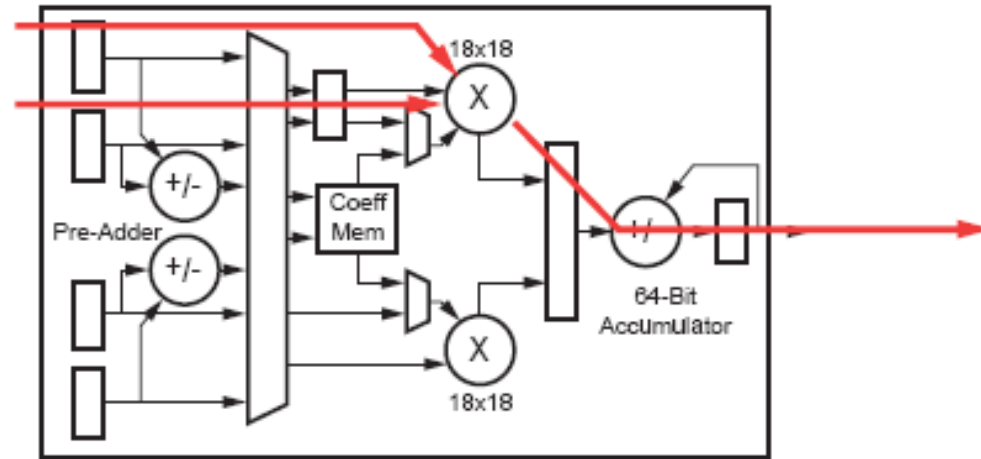 18x18
X
+/-
Pre-Adder
Coeff
Mem
+/-
+/-
64-Bit
Accumulator
X
18x18